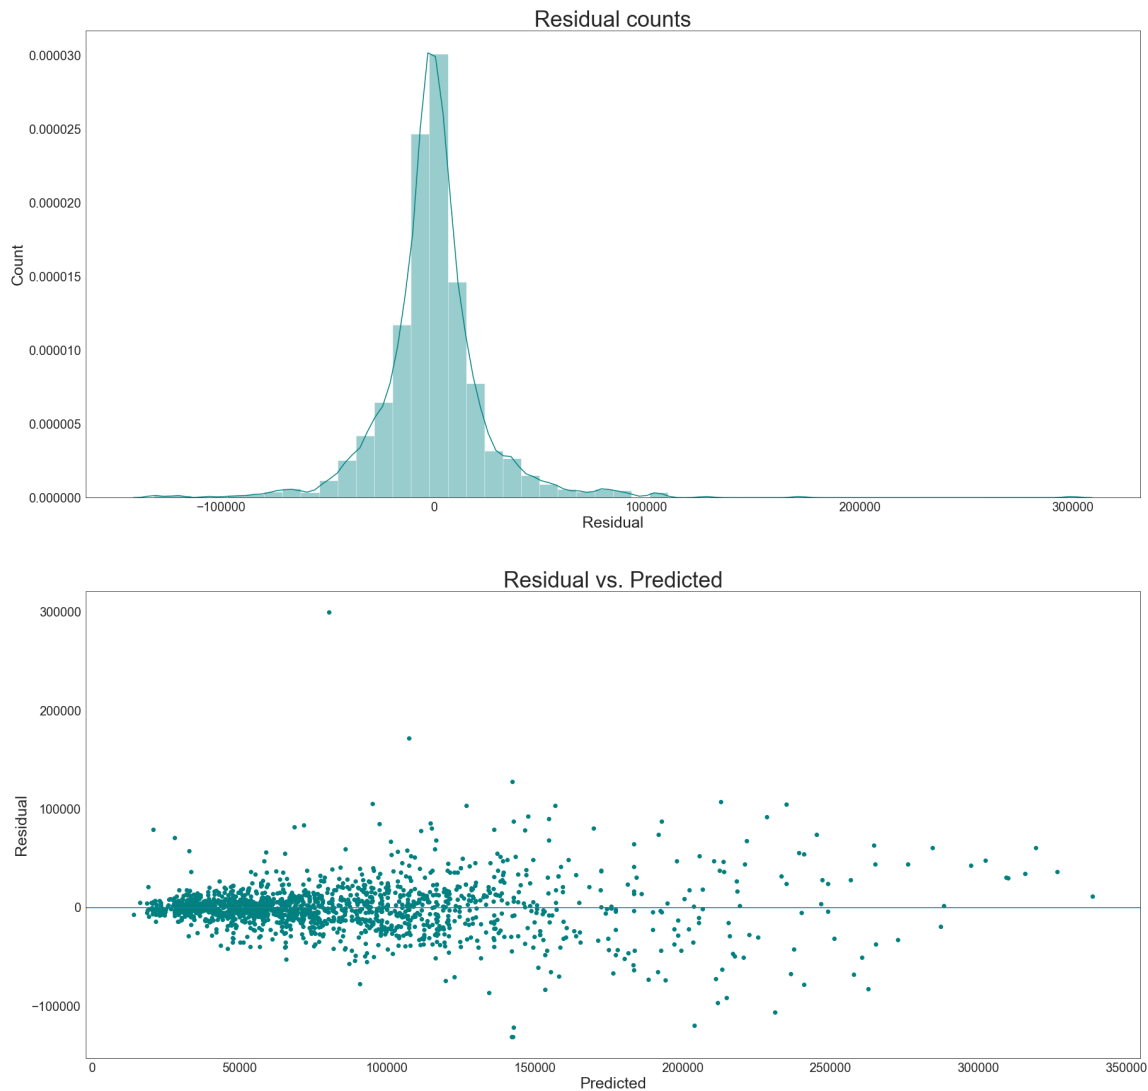 Residual counts
0.000030
0.000025
0.000020
0.000015
0.000010
0.000005
0.000000
Count
−100000 0 100000 200000 300000
Residual
Residual vs. Predicted
300000
200000
100000
0
−100000
Residual
0 50000 100000 150000 200000 250000 300000 350000
Predicted